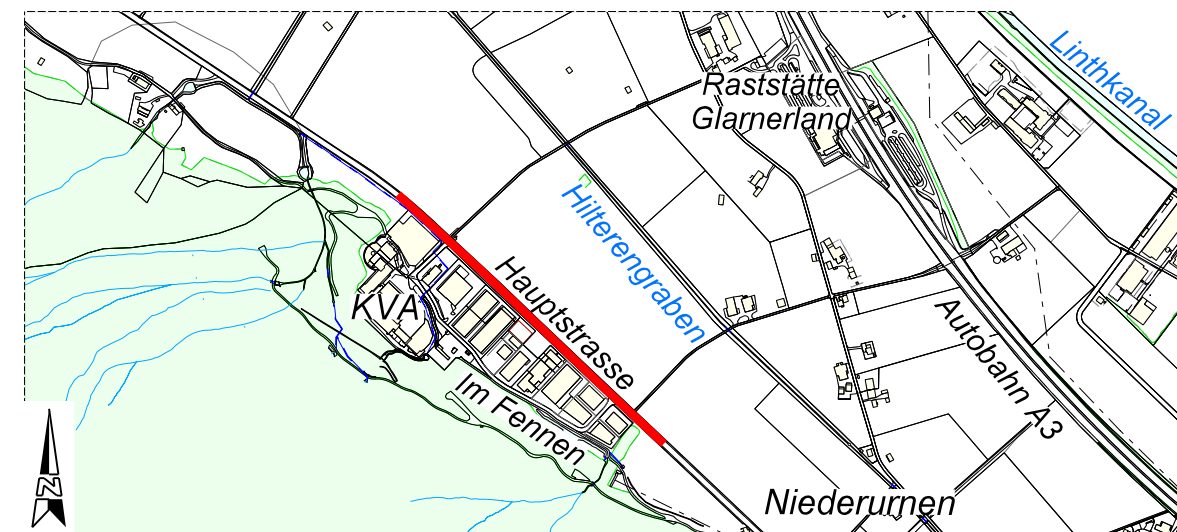 Linthkanal
Raststätte
Glarnerland
Hilterengraben
Hauptstrasse
KVA
Im Fennen
Autobahn A3
Niederurnen
N